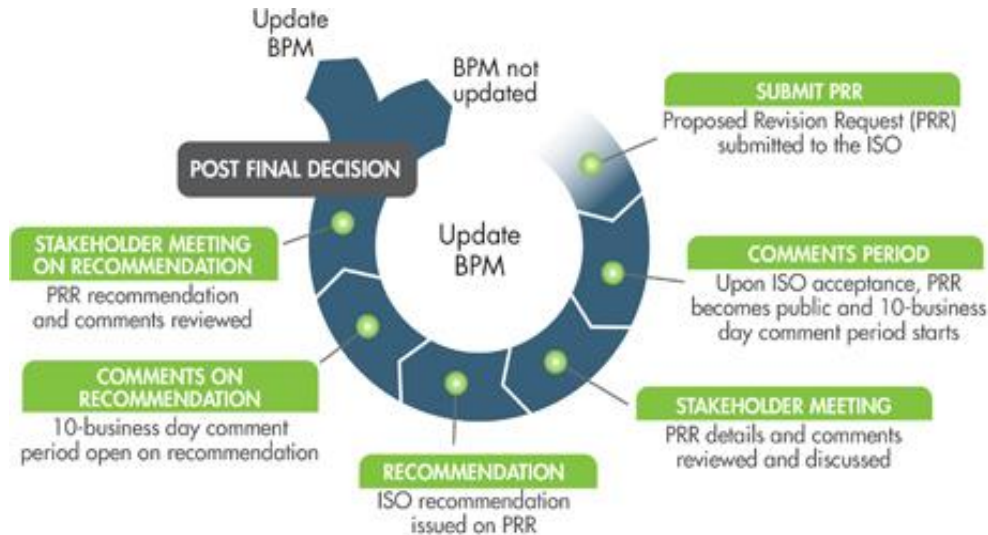 Update
BPM
BPM not
updated
SUBMIT PRR
Proposed Revision Request (PRR)
submitted to the ISO
POST FINAL DECISION
Update
BPM
COMMENTS PERIOD
Upon ISO acceptance, PRR
becomes public and 10-business
day comment period starts
STAKEHOLDER MEETING
PRR details and comments
reviewed and discussed
RECOMMENDATION
ISO recommendation
issued on PRR
COMMENTS ON
RECOMMENDATION
10-business day comment
period open on recommendation
STAKEHOLDER MEETING
ON RECOMMENDATION
PRR recommendation
and comments reviewed